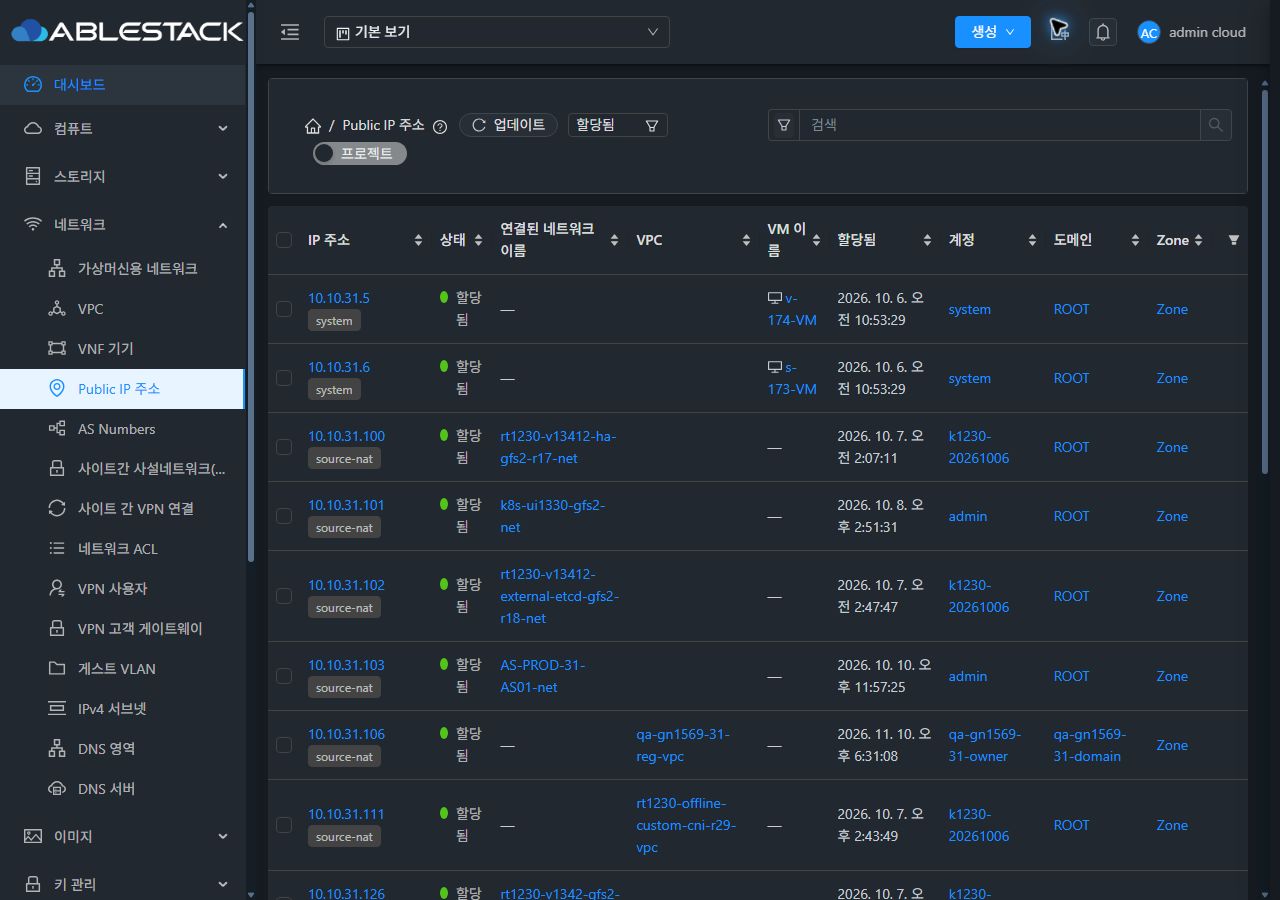 ABLESTACK
기본 보기
생성
AC
admin cloud
대시보드
컴퓨트
스토리지
네트워크
가상머신용 네트워크
VPC
VNF 기기
Public IP 주소
AS Numbers
사이트간 사설네트워크(...
사이트 간 VPN 연결
네트워크 ACL
VPN 사용자
VPN 고객 게이트웨이
게스트 VLAN
IPv4 서브넷
DNS 영역
DNS 서버
이미지
키 관리
/ Public IP 주소
업데이트
할당됨
검색
프로젝트
IP 주소
상태
연결된 네트워크
이름
VPC
VM 이
름
할당됨
계정
도메인
Zone
10.10.31.5
system
할당
됨
—
v-
174-VM
2026. 10. 6. 오
전 10:53:29
system
ROOT
Zone
10.10.31.6
system
할당
됨
—
s-
173-VM
2026. 10. 6. 오
전 10:53:29
system
ROOT
Zone
10.10.31.100
source-nat
할당
됨
rt1230-v13412-ha-
gfs2-r17-net
—
2026. 10. 7. 오
전 2:07:11
k1230-
20261006
ROOT
Zone
10.10.31.101
source-nat
할당
됨
k8s-ui1330-gfs2-
net
—
2026. 10. 8. 오
후 2:51:31
admin
ROOT
Zone
10.10.31.102
source-nat
할당
됨
rt1230-v13412-
external-etcd-gfs2-
r18-net
—
2026. 10. 7. 오
전 2:47:47
k1230-
20261006
ROOT
Zone
10.10.31.103
source-nat
할당
됨
AS-PROD-31-
AS01-net
—
2026. 10. 10. 오
후 11:57:25
admin
ROOT
Zone
10.10.31.106
source-nat
할당
됨
—
qa-gn1569-31-
reg-vpc
—
2026. 11. 10. 오
후 6:31:08
qa-gn1569-
31-owner
qa-gn1569-
31-domain
Zone
10.10.31.111
source-nat
할당
됨
—
rt1230-offline-
custom-cni-r29-
vpc
—
2026. 10. 7. 오
후 2:43:49
k1230-
20261006
ROOT
Zone
10.10.31.126
할당
rt1230-v1342-gfs2-
2026. 10. 7. 오
k1230-